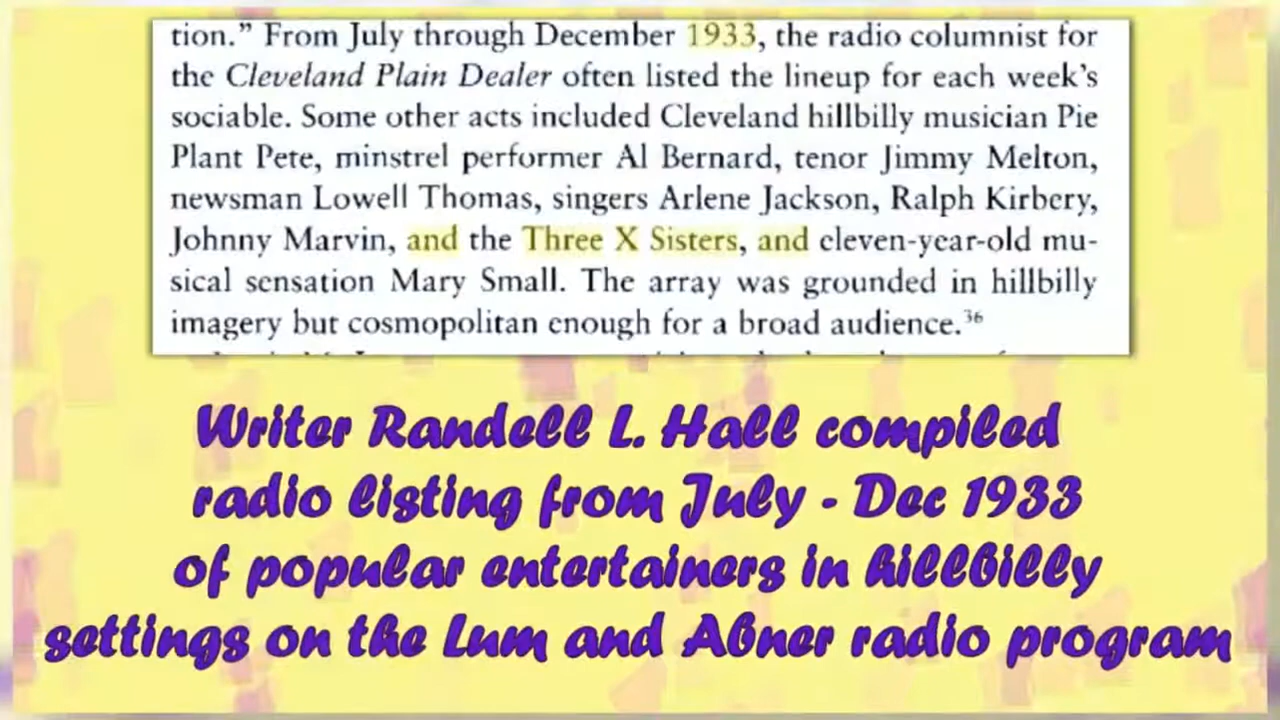 tion.” From July through December 1933, the radio columnist for
the Cleveland Plain Dealer often listed the lineup for each week’s
sociable. Some other acts included Cleveland hillbilly musician Pie
Plant Pete, minstrel performer Al Bernard, tenor Jimmy Melton,
newsman Lowell Thomas, singers Arlene Jackson, Ralph Kirbery,
Johnny Marvin, and the Three X Sisters, and eleven-year-old mu-
sical sensation Mary Small. The array was grounded in hillbilly
imagery but cosmopolitan enough for a broad audience.36
Writer Randell L. Hall compiled
radio listing from July - Dec 1933
of popular entertainers in hillbilly
settings on the Lum and Abner radio program